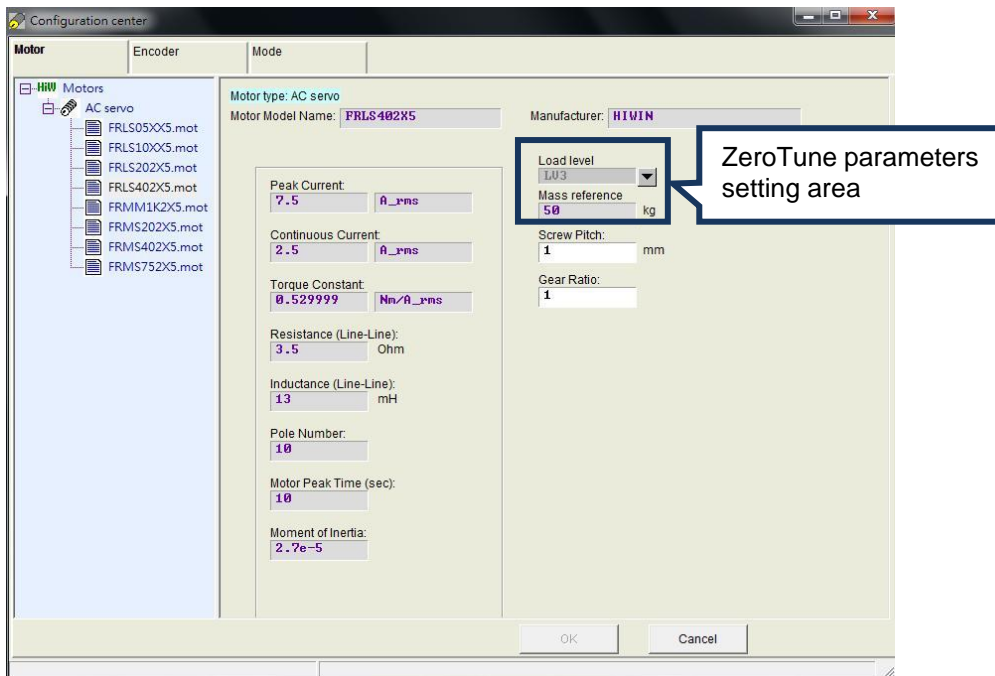 Configuration center
Motor
Encoder
Mode
HiW Motors
AC servo
FRLS05XX5.mot
FRLS10XX5.mot
FRLS202X5.mot
FRLS402X5.mot
FRMM1K2X5.mot
FRMS202X5.mot
FRMS402X5.mot
FRMS752X5.mot
Motor type: AC servo
Motor Model Name: FRLS402X5
Manufacturer: HIWIN
Peak Current:
7.5 A_rms
Continuous Current:
2.5 A_rms
Torque Constant:
0.529999 Nm/A_rms
Resistance (Line-Line):
3.5 Ohm
Inductance (Line-Line):
13 mH
Pole Number:
10
Motor Peak Time (sec):
10
Moment of Inertia:
2.7e-5
Load level
LV3
Mass reference
50 kg
Screw Pitch:
1 mm
Gear Ratio:
1
ZeroTune parameters
setting area
OK
Cancel